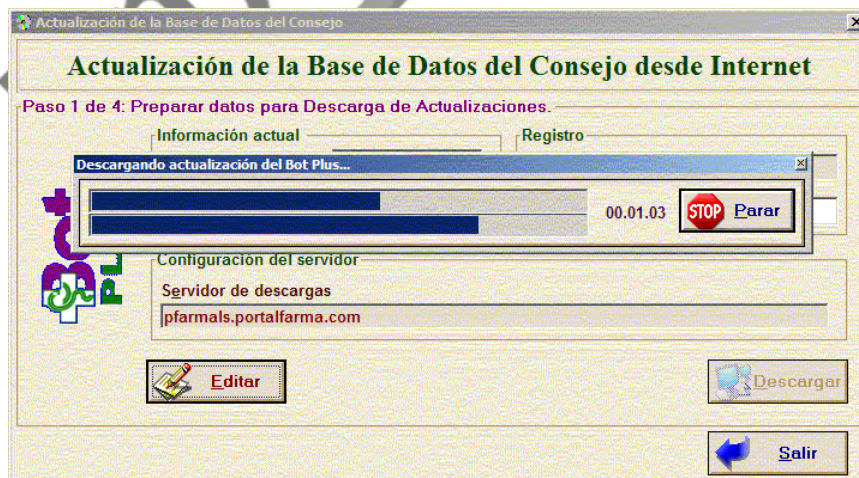 Actualización de la Base de Datos del Consejo
Actualización de la Base de Datos del Consejo desde Internet
Paso 1 de 4: Preparar datos para Descarga de Actualizaciones.
Información actual
Registro
Descargando actualización del Bot Plus...
00.01.03
STOP
Parar
Bot
Configuración del servidor
Servidor de descargas
pfarmals.portalfarma.com
Editar
Descargar
Salir